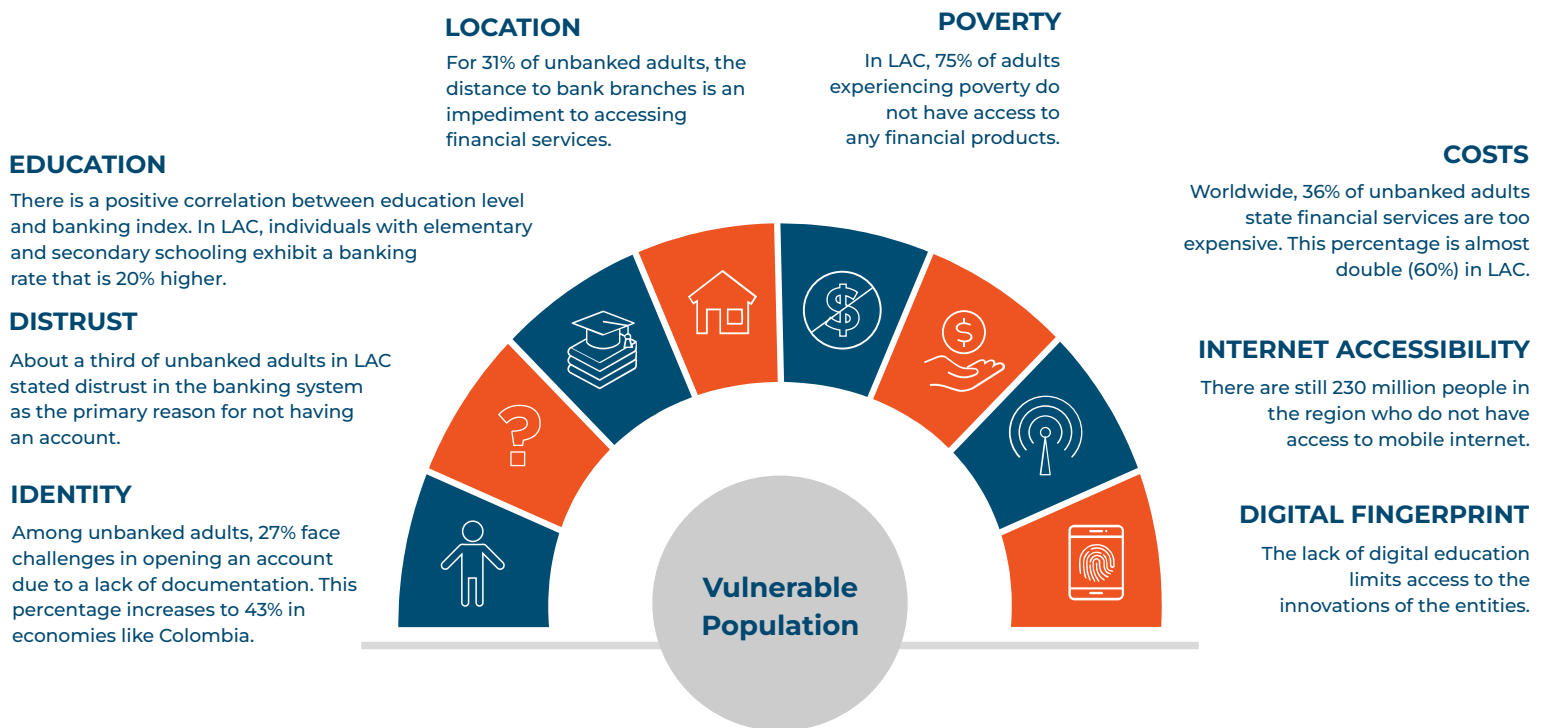 LOCATION
For 31% of unbanked adults, the
distance to bank branches is an
impediment to accessing
financial services.
POVERTY
In LAC, 75% of adults
experiencing poverty do
not have access to
any financial products.
EDUCATION
There is a positive correlation between education level
and banking index. In LAC, individuals with elementary
and secondary schooling exhibit a banking
rate that is 20% higher.
COSTS
Worldwide, 36% of unbanked adults
state financial services are too
expensive. This percentage is almost
double (60%) in LAC.
DISTRUST
About a third of unbanked adults in LAC
stated distrust in the banking system
as the primary reason for not having
an account.
INTERNET ACCESSIBILITY
There are still 230 million people in
the region who do not have
access to mobile internet.
IDENTITY
Among unbanked adults, 27% face
challenges in opening an account
due to a lack of documentation. This
percentage increases to 43% in
economies like Colombia.
DIGITAL FINGERPRINT
The lack of digital education
limits access to the
innovations of the entities.
Vulnerable
Population